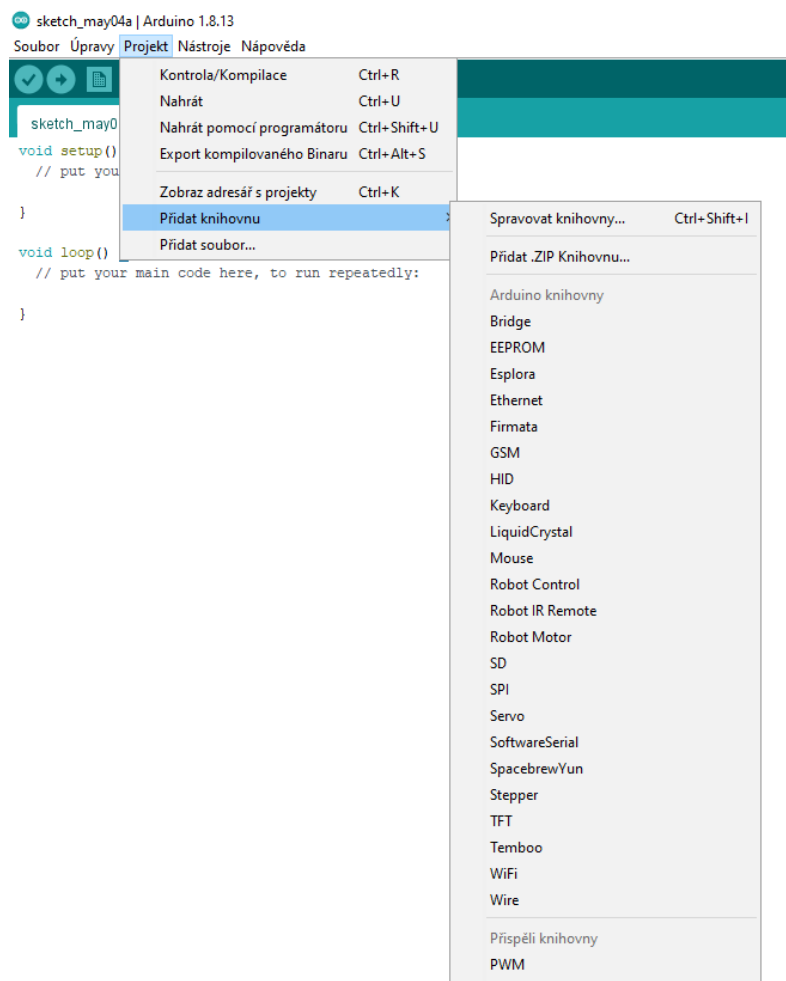 sketch_may04a | Arduino 1.8.13
Soubor Úpravy Projekt Nástroje Nápověda
Kontrola/Kompilace Ctrl+R
Nahrát Ctrl+U
Nahrát pomocí programátoru Ctrl+Shift+U
Export kompilovaného Binaru Ctrl+Alt+S
Zobraz adresář s projekty Ctrl+K
Přidat knihovnu
Přidat soubor...
sketch_may0
void setup()
// put you
}
void loop()
// put your main code here, to run repeatedly:
}
Spravovat knihovny... Ctrl+Shift+I
Přidat .ZIP Knihovnu...
Arduino knihovny
Bridge
EEPROM
Esplora
Ethernet
Firmata
GSM
HID
Keyboard
LiquidCrystal
Mouse
Robot Control
Robot IR Remote
Robot Motor
SD
SPI
Servo
SoftwareSerial
SpacebrewYun
Stepper
TFT
Temboo
WiFi
Wire
Přispěli knihovny
PWM